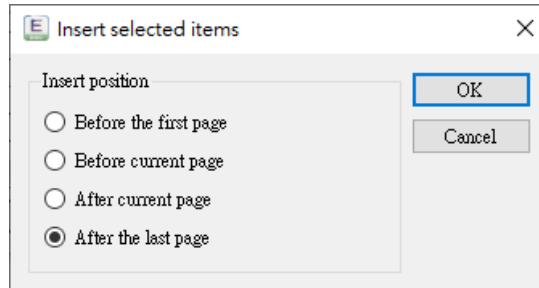 Insert selected items
Insert position
Before the first page
Before current page
After current page
After the last page
OK
Cancel